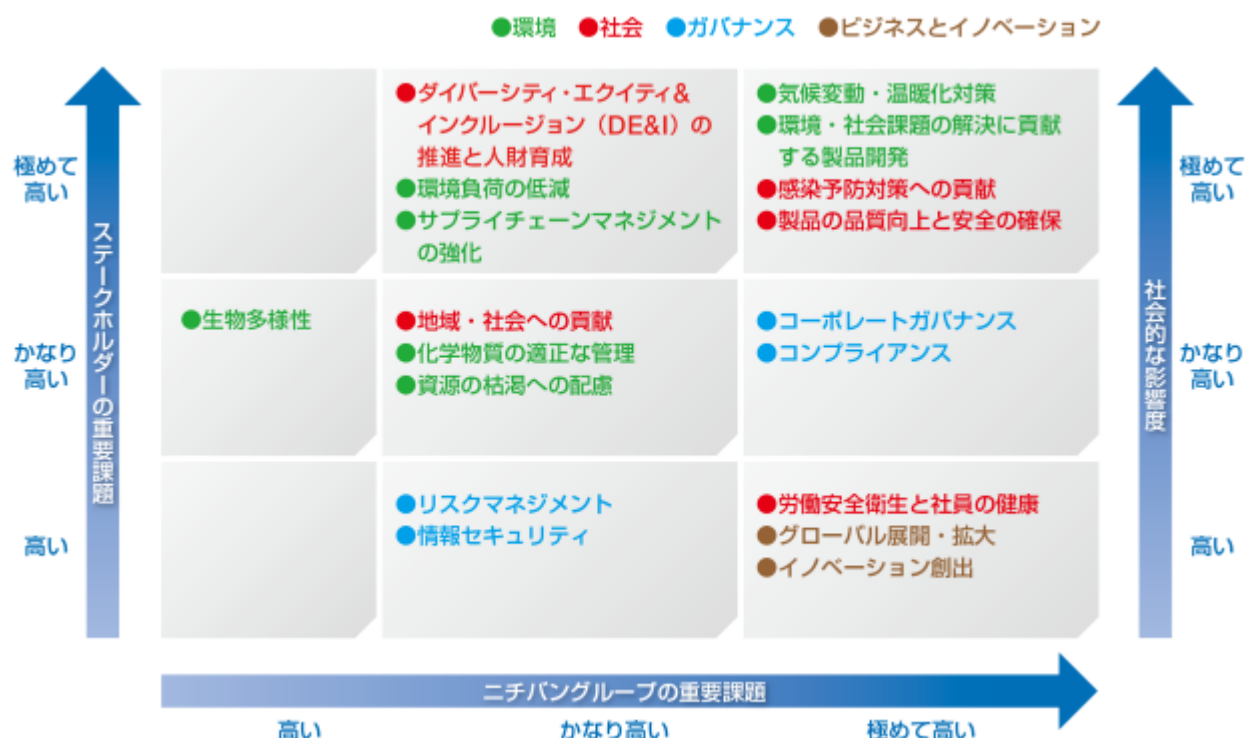 ●環境 ●社会 ●ガバナンス ●ビジネスとイノベーション
極めて
高い
かなり
高い
高い
ステークホルダーの重要課題
●ダイバーシティ・エクイティ&
インクルージョン（DE&I）の
推進と人財育成
●環境負荷の低減
●サプライチェーンマネジメント
の強化
●気候変動・温暖化対策
●環境・社会課題の解決に貢献
する製品開発
●感染予防対策への貢献
●製品の品質向上と安全の確保
●生物多様性
●地域・社会への貢献
●化学物質の適正な管理
●資源の枯渇への配慮
●コーポレートガバナンス
●コンプライアンス
●リスクマネジメント
●情報セキュリティ
●労働安全衛生と社員の健康
●グローバル展開・拡大
●イノベーション創出
社会的な影響度
極めて
高い
かなり
高い
高い
ニチバングループの重要課題
高い かなり高い 極めて高い